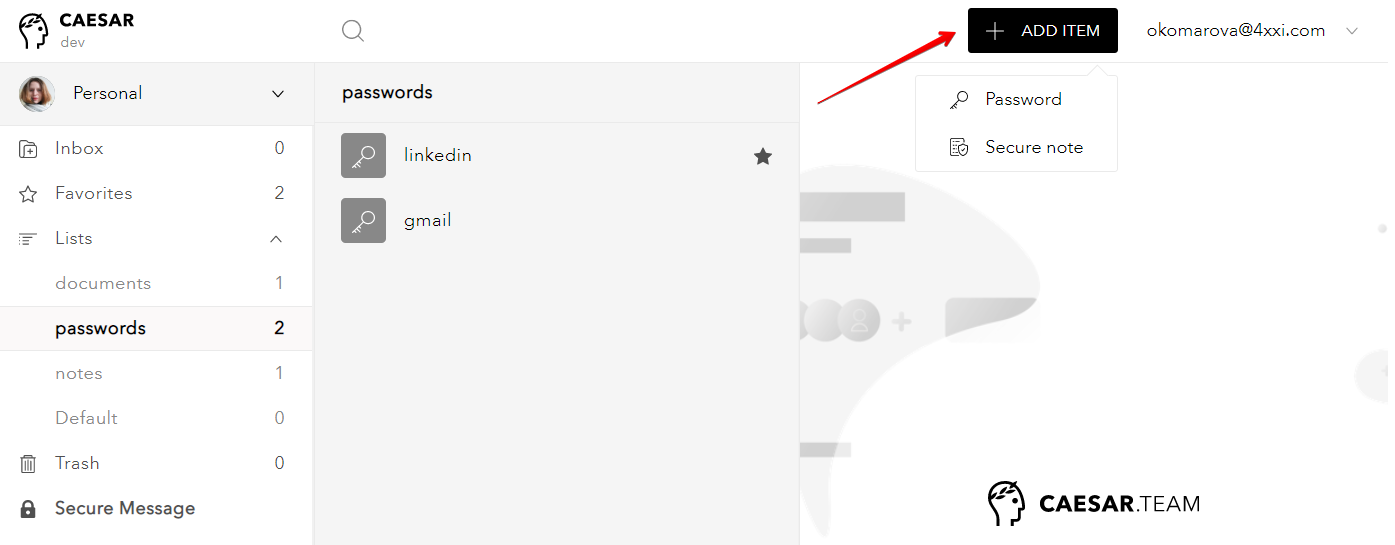 CAESAR
dev
ADD ITEM
okomarova@4xxi.com
Personal
passwords
Password
Secure note
Inbox 0
Favorites 2
Lists
documents 1
passwords 2
notes 1
Default 0
Trash 0
Secure Message
linkedin
gmail
CAESAR.TEAM